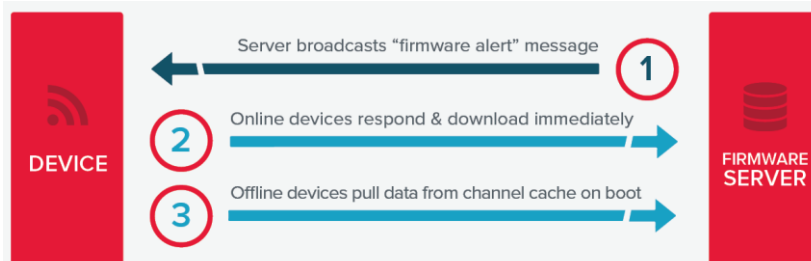 Server broadcasts “firmware alert” message
1
2
Online devices respond & download immediately
DEVICE
FIRMWARE
SERVER
3
Offline devices pull data from channel cache on boot